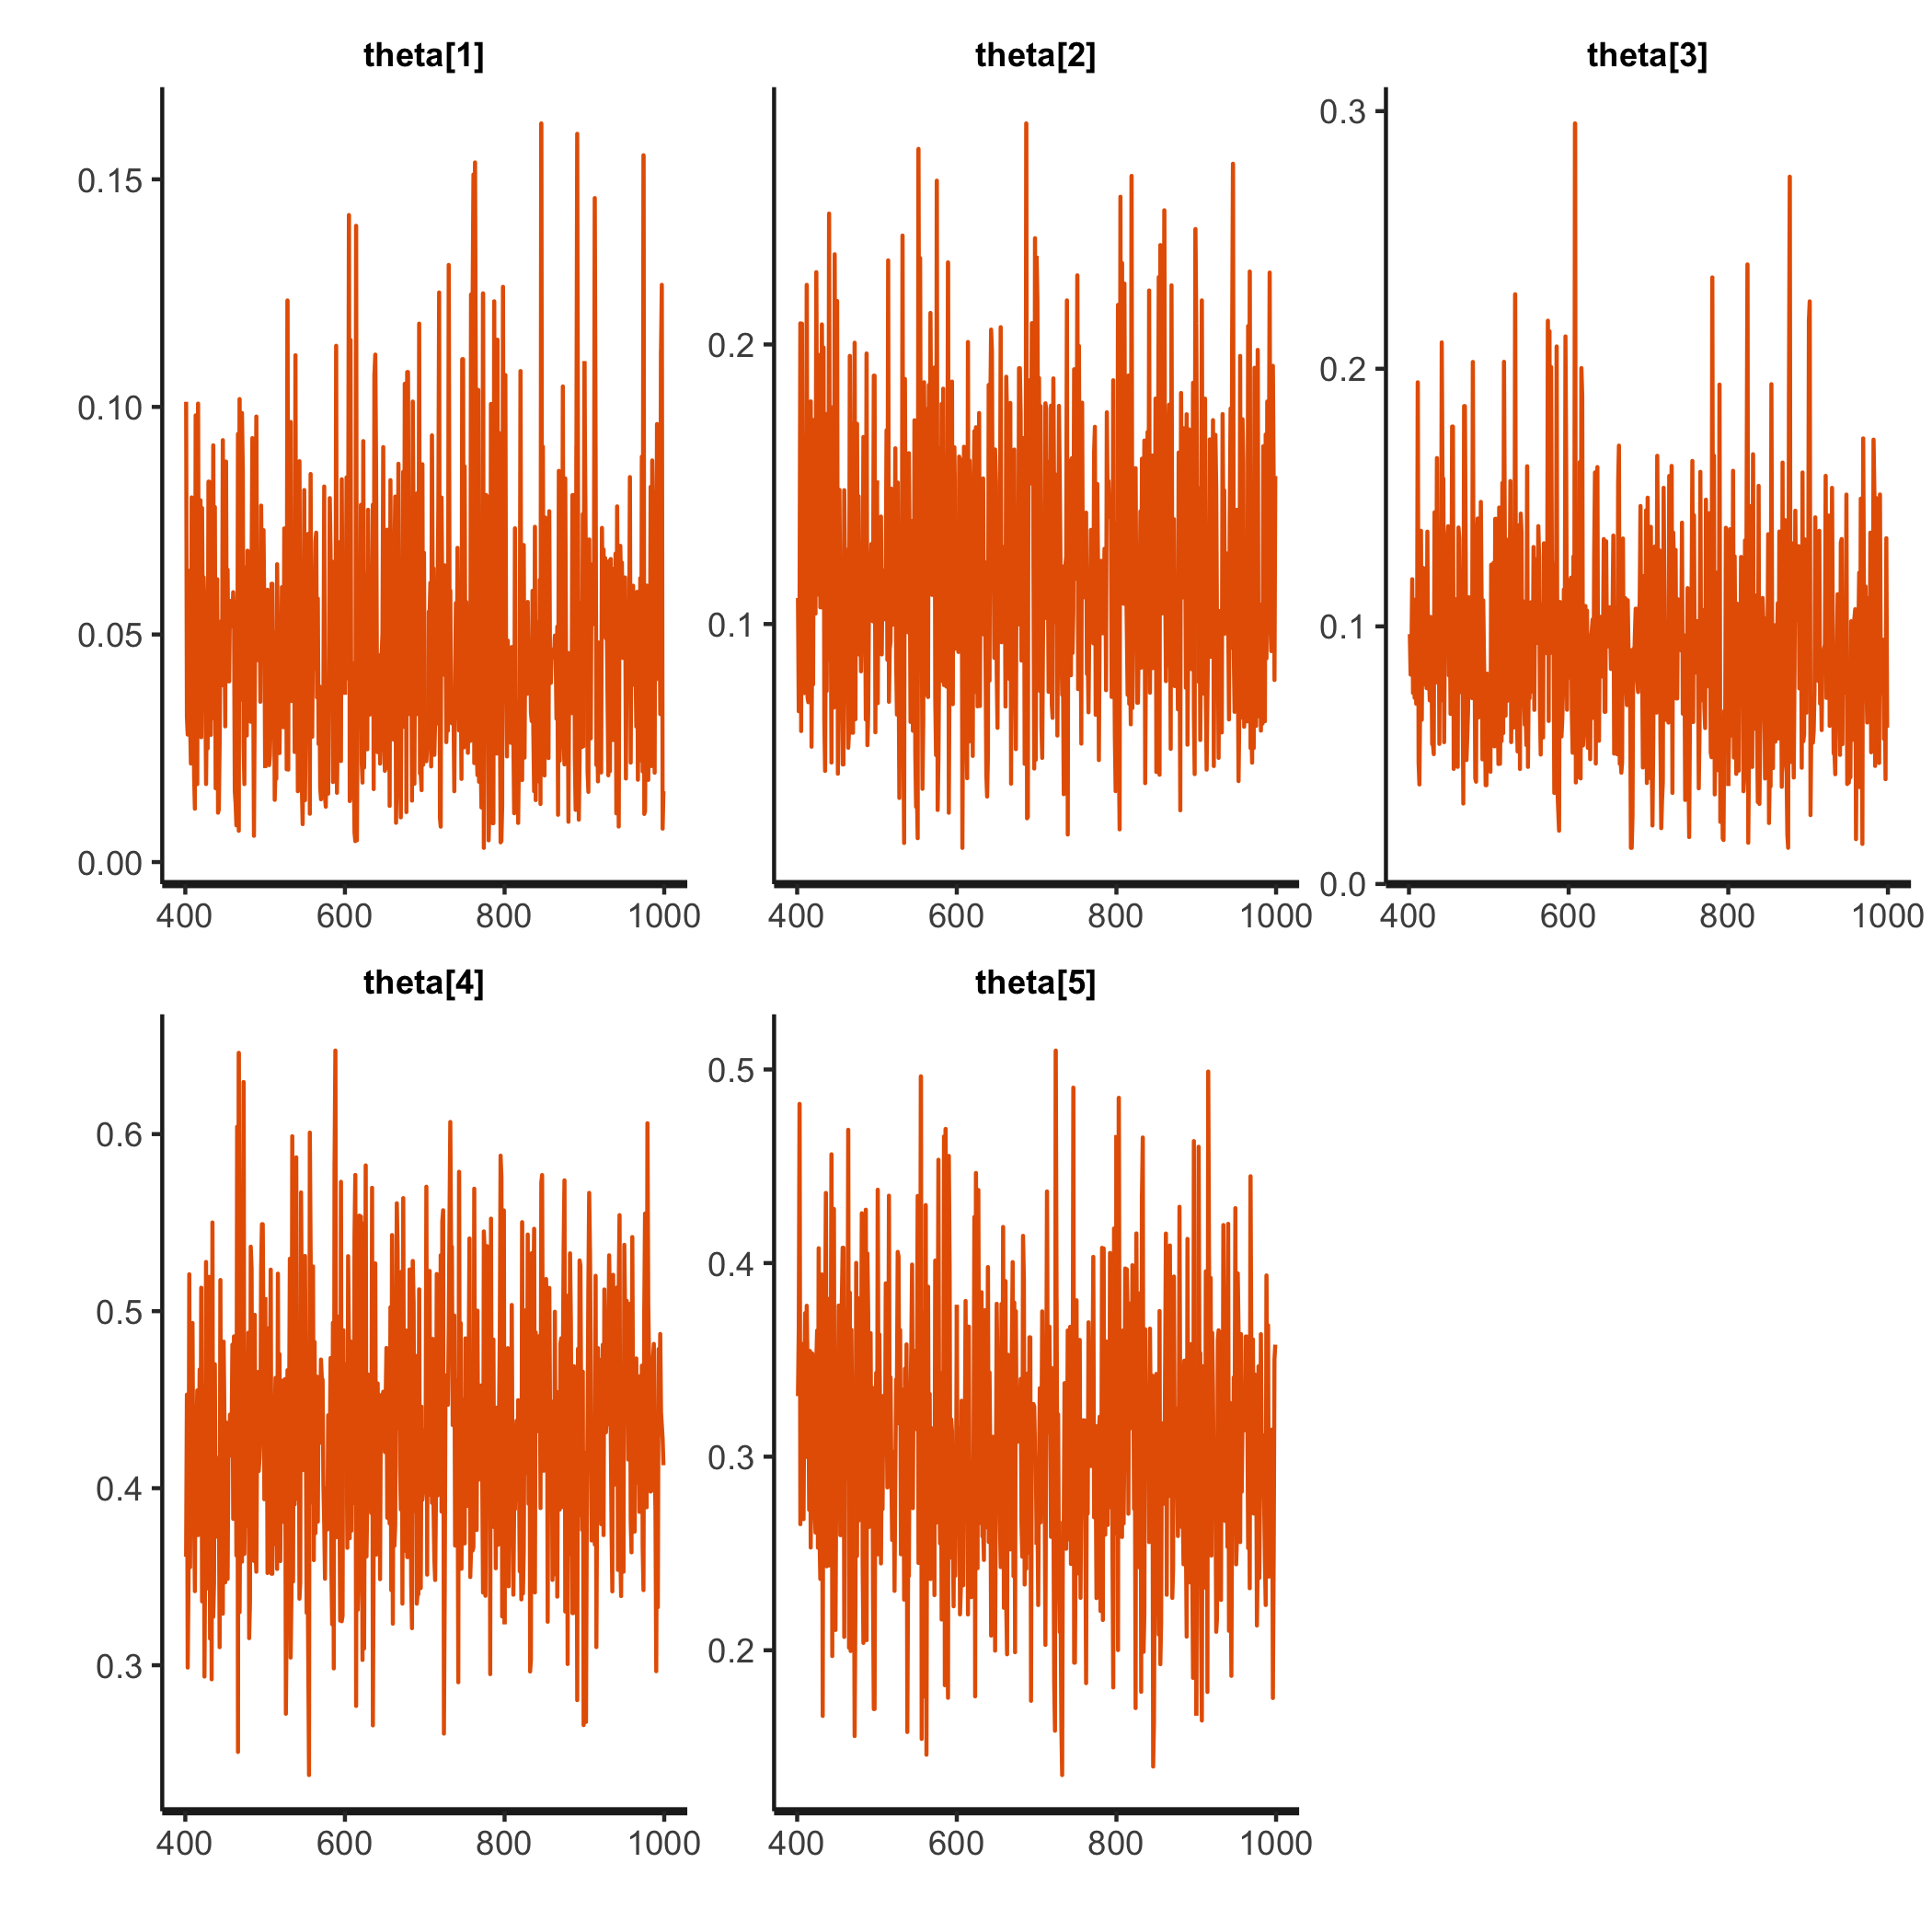 theta[1] theta[2] theta[3]
0.15 0.10 0.05 0.00
0.2 0.1
0.3 0.2 0.1 0.0
400 600 800 1000 400 600 800 1000 400 600 800 1000
theta[4] theta[5]
0.6 0.5 0.4 0.3
0.5 0.4 0.3 0.2
400 600 800 1000 400 600 800 1000